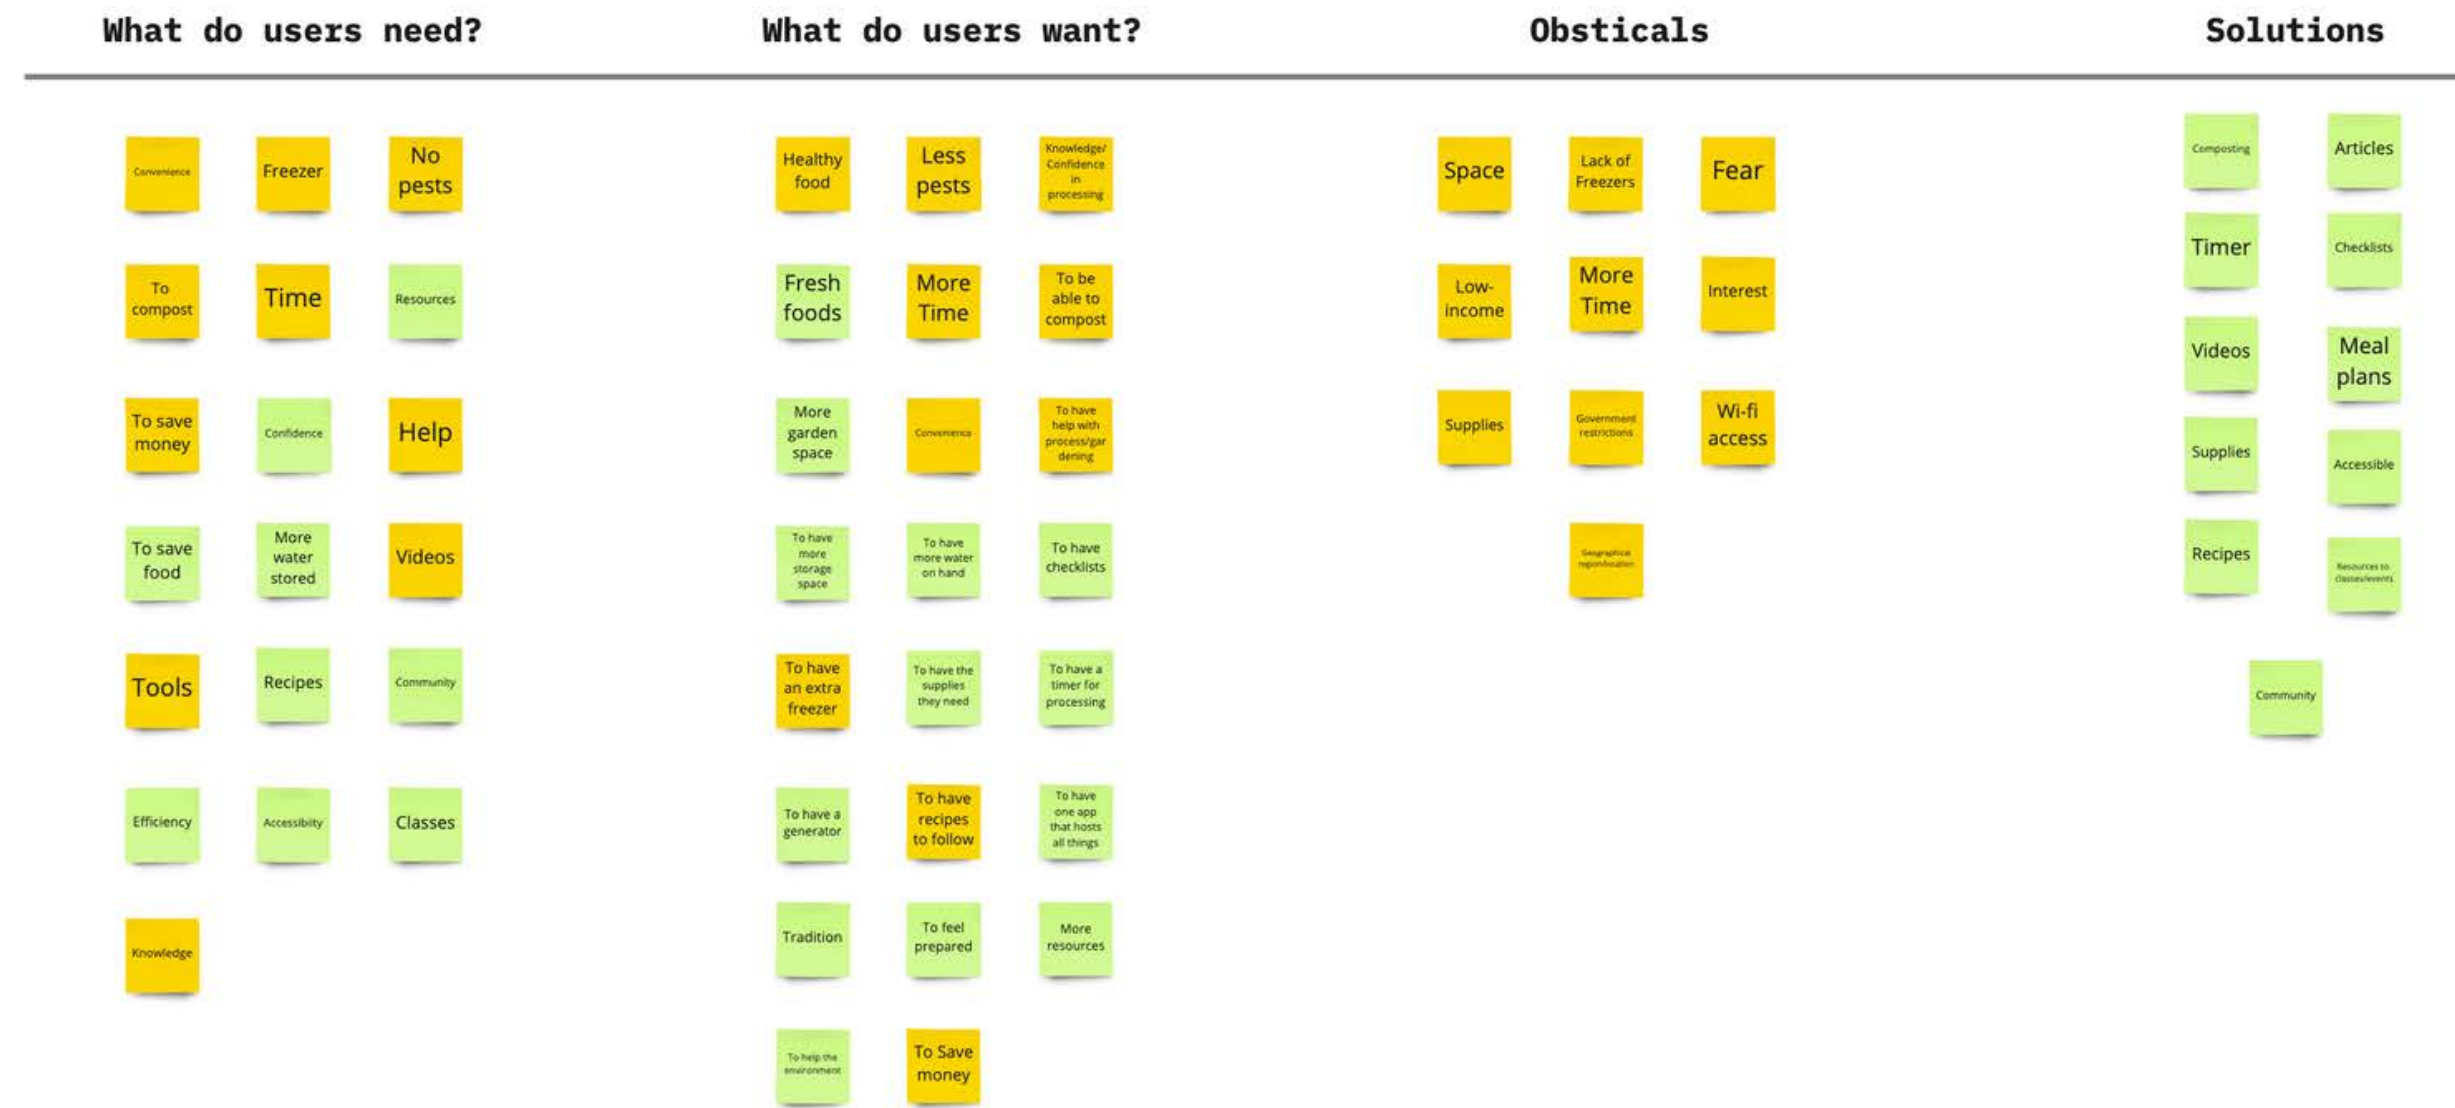 What do users need?
What do users want?
Obsticals
Solutions
Convenience
Freezer
No
pests
To
compost
Time
Resources
To save
money
Confidence
Help
To save
food
More
water
stored
Videos
Tools
Recipes
Community
Efficiency
Accessibiity
Classes
Knowledge
Healthy
food
Less
pests
Knowledge/
Confidence
in
processing
Fresh
foods
More
Time
To be
able to
compost
More
garden
space
Convenience
To have
help with
process/gar
dening
To have
more
storage
space
To have
more water
on hand
To have
checklists
To have
an extra
freezer
To have the
supplies
they need
To have a
timer for
processing
To have a
generator
To have
recipes
to follow
To have
one app
that hosts
all things
Tradition
To feel
prepared
More
resources
To help the
environment
To Save
money
Space
Lack of
Freezers
Fear
Low-
income
More
Time
Interest
Supplies
Government
restrictions
Wi-fi
access
Geographical
Composting
Articles
Timer
Checklists
Videos
Meal
plans
Supplies
Accessible
Recipes
Resources to
classes/events
Community